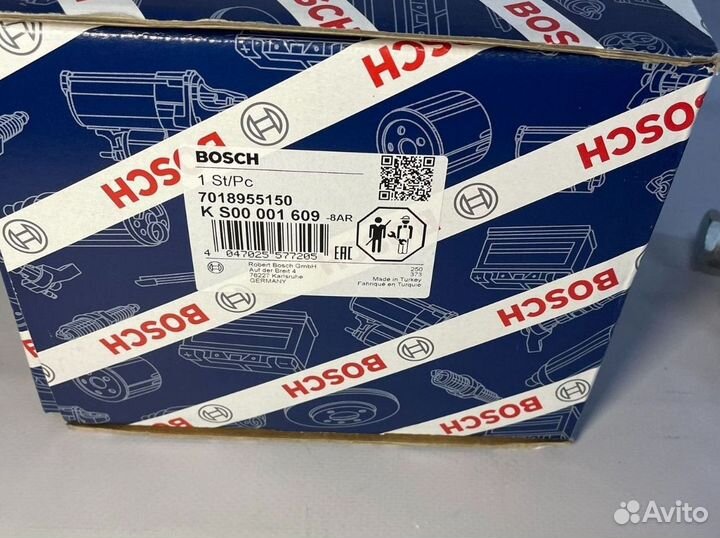 BOSCH
BOSCH
BOSCH
BOSCH
BOSCH
1 St/Pc
7018955150
K S00 001 609 -8AR
4 047025 577205
EAC
Robert Bosch GmbH
Auf der Breit 4
76227 Karlsruhe
GERMANY
250
373
Made in Turkey
Fabriqué en Turquie
BOSCH
BOSCH
BOSCH
BOSCH
Avito